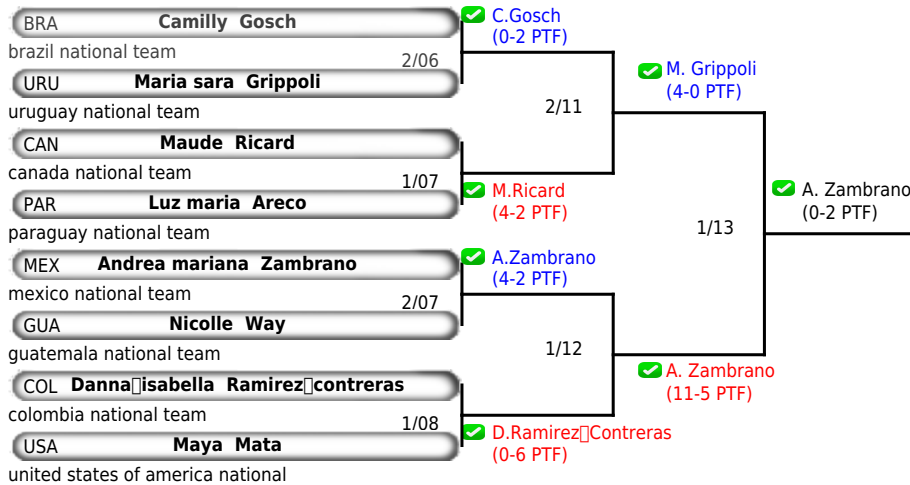 BRA Camilly Gosch
brazil national team
2/06
URU Maria sara Grippoli
uruguay national team
CAN Maude Ricard
canada national team
1/07
PAR Luz maria Areco
paraguay national team
MEX Andrea mariana Zambrano
mexico national team
2/07
GUA Nicolle Way
guatemala national team
COL Danna▯isabella Ramirez▯contreras
colombia national team
1/08
USA Maya Mata
united states of america national
C.Gosch
(0-2 PTF)
2/11
M.Ricard
(4-2 PTF)
A.Zambrano
(4-2 PTF)
1/12
D.Ramirez▯Contreras
(0-6 PTF)
M. Grippoli
(4-0 PTF)
1/13
A. Zambrano
(11-5 PTF)
A. Zambrano
(0-2 PTF)